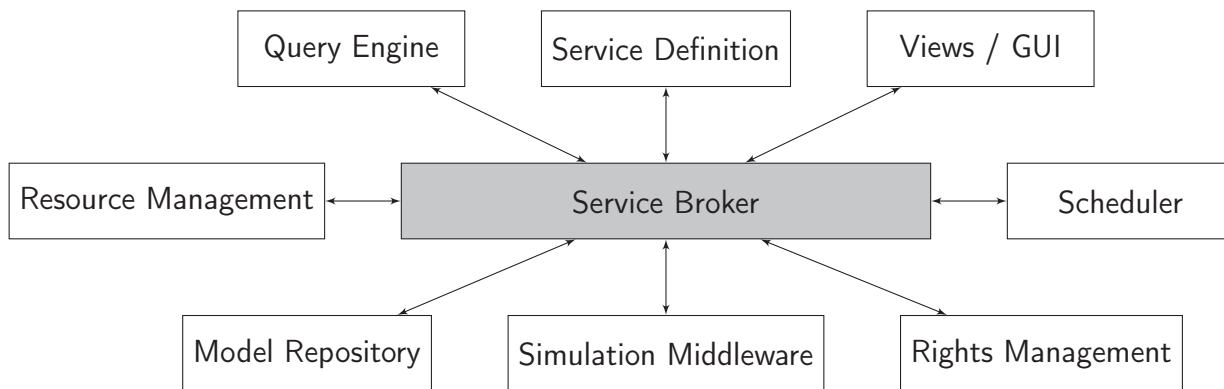 Query Engine
Service Definition
Views / GUI
Resource Management
Service Broker
Scheduler
Model Repository
Simulation Middleware
Rights Management